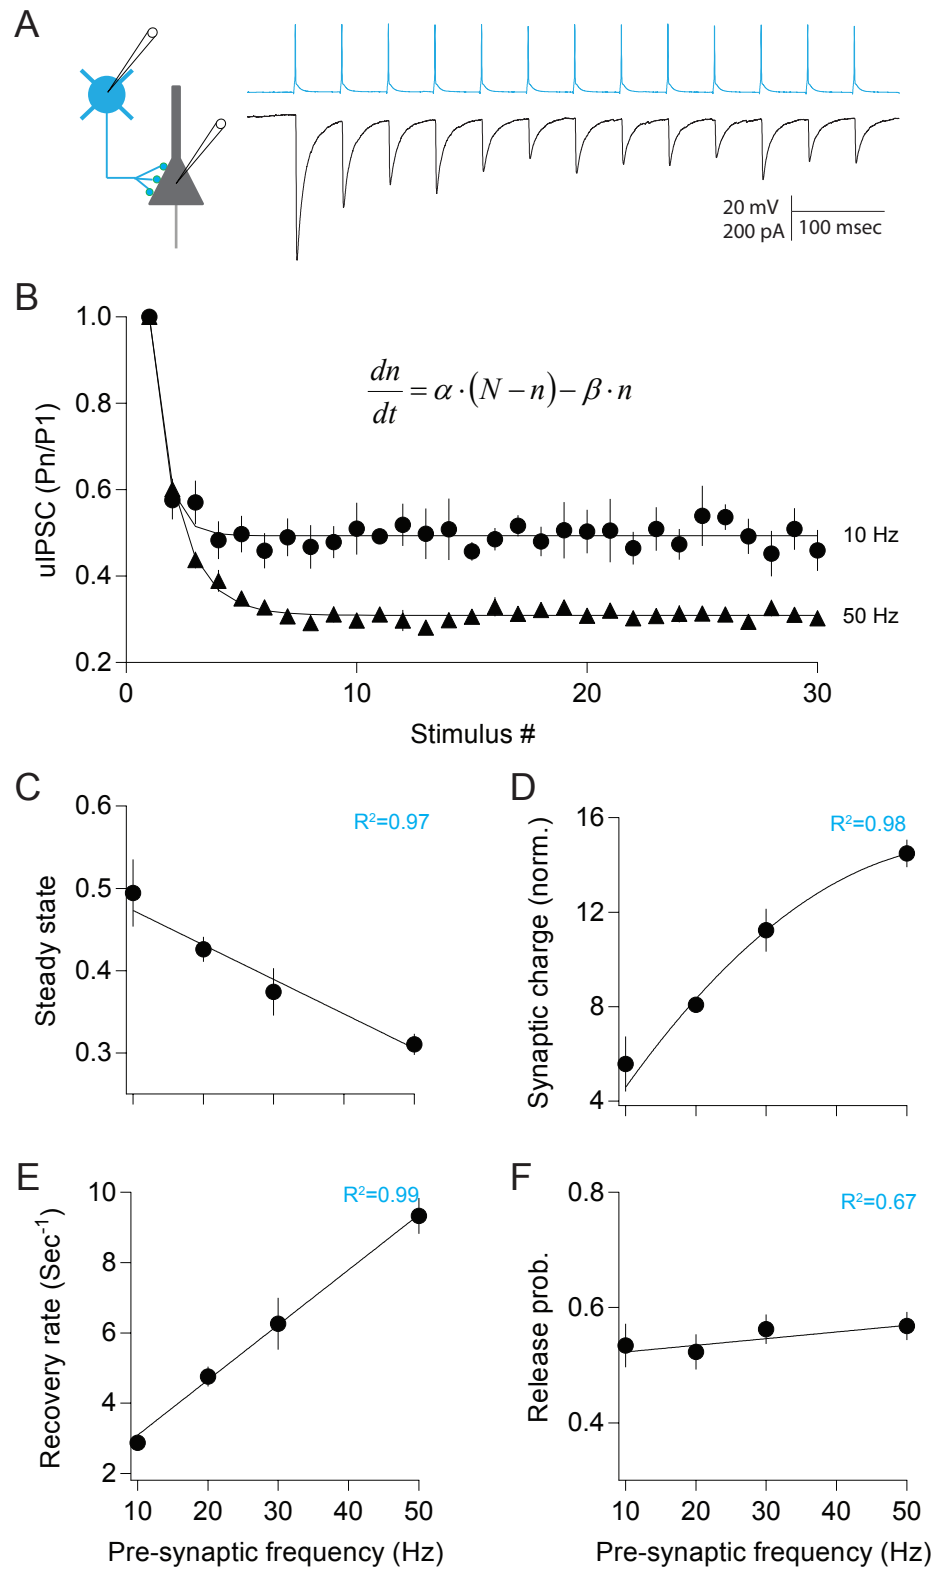 A
20 mV
200 pA
100 msec
B
uIPSC (Pn/P1)
1.0
0.8
0.6
0.4
0.2
dn/dt = α·(N – n) – β·n
10 Hz
50 Hz
0
10
20
30
Stimulus #
C
Steady state
0.6
0.5
0.4
0.3
R²=0.97
D
Synaptic charge (norm.)
16
12
8
4
R²=0.98
E
Recovery rate (Sec⁻¹)
10
8
6
4
2
R²=0.99
10 20 30 40 50
Pre-synaptic frequency (Hz)
F
Release prob.
0.8
0.6
0.4
R²=0.67
10 20 30 40 50
Pre-synaptic frequency (Hz)